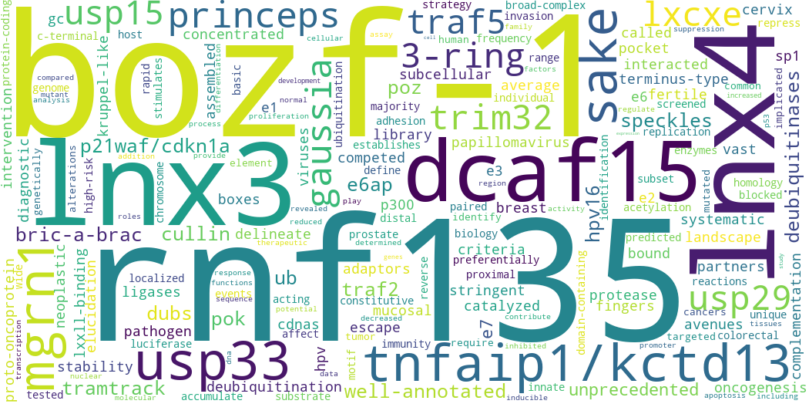 bozf-1
rnf135
lnx3
lnx4
dcaf15
usp33
tnfaip1/kctd13
mgrn1
usp29
usp15
princeps
traf5
3-ring
trim32
gaussia
sake
lxcxe
poz
speckles
p21waf/cdkn1a
bric-a-brac
cullin
e6ap
hpv16
deubiquitinases
tramtrack
deubiquitination
well-annotated
unprecedented
oncogenesis
complementation
proto-oncoprotein
intervention
protein-coding
gc
c-terminal
host
concentrated
strategy
broad-complex
invasion
cellular
assay
human
family
frequency
cell
factors
suppression
called
pocket
interacted
terminus-type
e6
fertile
screened
common
increased
cervix
repress
sp1
implicated
short
genome
compared
mutant
analysis
kruppel-like
rapid
stimulates
assembled
differentiation
basic
e1
development
normal
proliferation
process
ubiquitination
subcellular
range
average
individual
majority
adhesion
library
papillomavirus
establishes
competed
define
viruses
diagnostic
genetically
alterations
high-risk
addition
provide
element
chromosome
boxes
revealed
reduced
roles
play
e3
region
p300
distal
paired
identify
breast
activity
identification
regulate
replication
e2
subset
acetylation
enzymes
vast
mutated
p53
homology
blocked
systematic
landscape
predicted
bound
partners
reactions
protease
fingers
cancers
unique
avenues
tissues
targeted
colorectal
promoter
domain-containing
delineate
therapeutic
prostate
determined
genes
biology
preferentially
criteria
proximal
stringent
catalyzed
adaptors
traf2
reverse
constitutive
mucosal
decreased
contribute
escape
e7
require
immunity
inhibited
innate
inducible
apoptosis
including
study
localized
ub
ligases
response
functions
events
sequence
potential
acting
dubs
pok
cdnas
tumor
pathogen
luciferase
affect
hpv
data
motif
dna
stability
neoplastic
lxxll-binding
elucidation
wide
transcription
tested
nuclear
molecular
accumulate
substrate